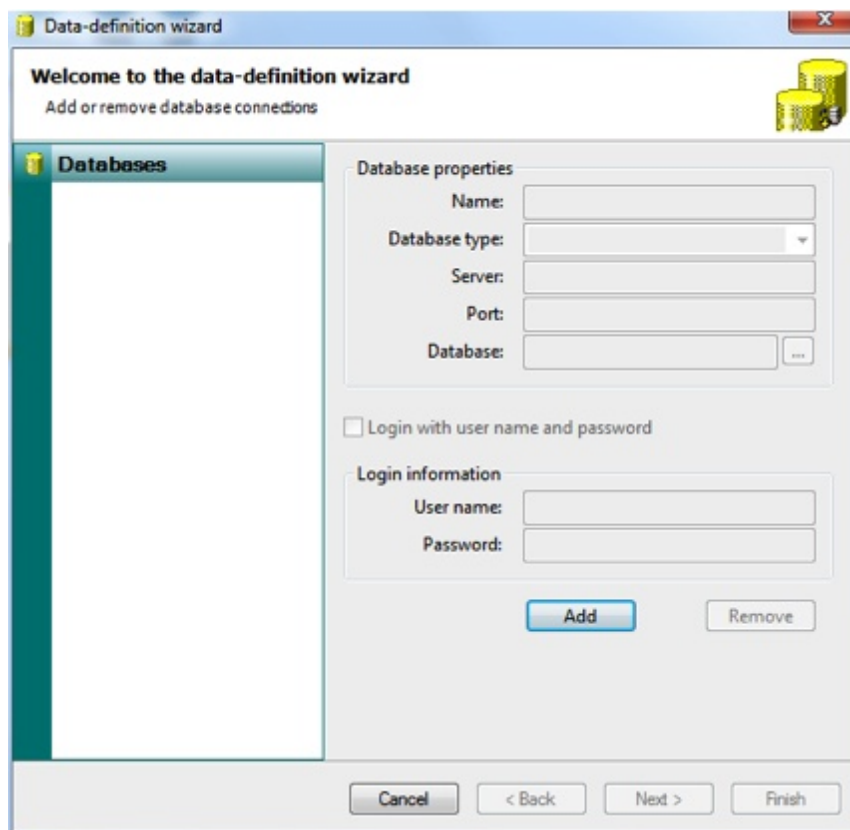 Data-definition wizard
Welcome to the data-definition wizard
Add or remove database connections
Databases
Database properties
Name:
Database type:
Server:
Port:
Database:
...
Login with user name and password
Login information
User name:
Password:
Add Remove
Cancel < Back Next > Finish